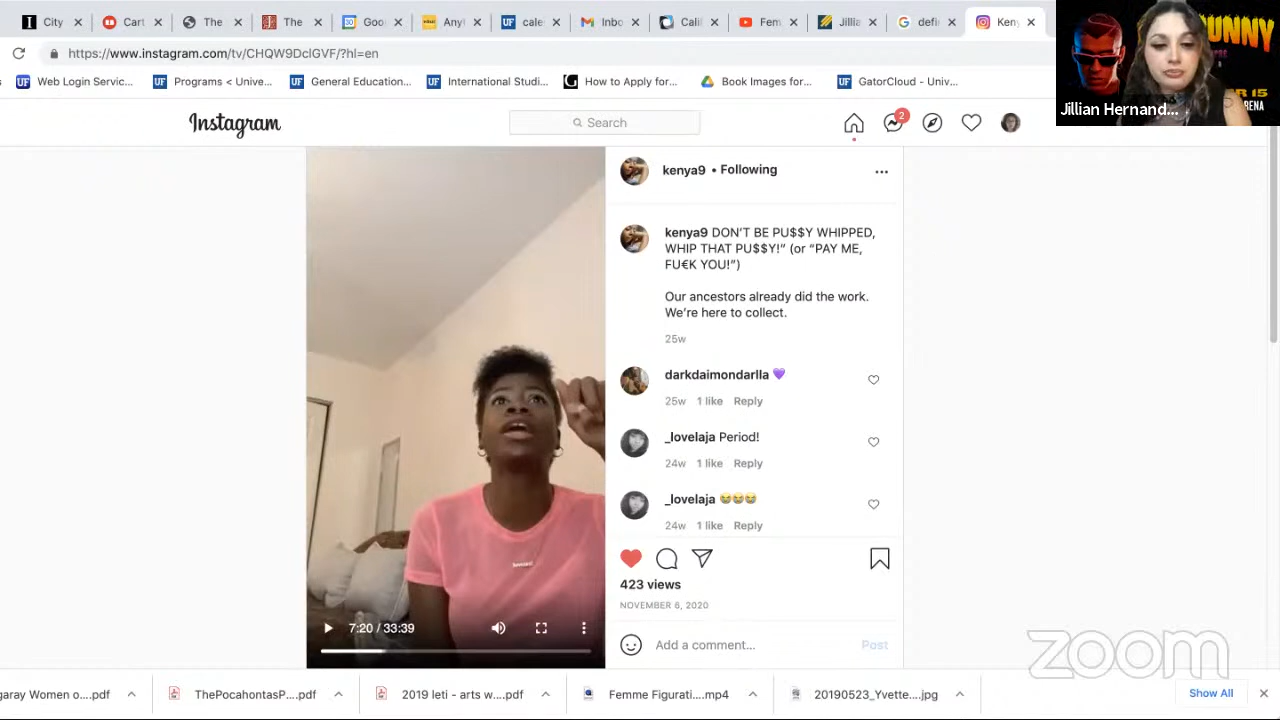 City
Cart
The
The
Goo
Any
cale
Inbo
Cali
Fem
Jillia
defi
Ken
https://www.instagram.com/tv/CHQW9DclGVF/?hl=en
UNNY
R 15
ENA
Jillian Hernand...
Web Login Servic...
Programs < Unive...
General Education...
International Studi...
How to Apply for...
Book Images for...
GatorCloud - Univ...
Instagram
Search
2
kenya9 • Following
kenya9 DON'T BE PU$$Y WHIPPED,
WHIP THAT PU$$Y!" (or "PAY ME,
FU€K YOU!")
Our ancestors already did the work.
We're here to collect.
25w
darkdaimondarlla 💜
25w 1 like Reply
_lovelaja Period!
24w 1 like Reply
_lovelaja 😂😂😂
24w 1 like Reply
423 views
NOVEMBER 6, 2020
7:20 / 33:39
Add a comment... Post
zoom
garay Women o....pdf
ThePocahontasP....pdf
2019 leti - arts w....pdf
Femme Figurati....mp4
20190523_Yvette....jpg
Show All